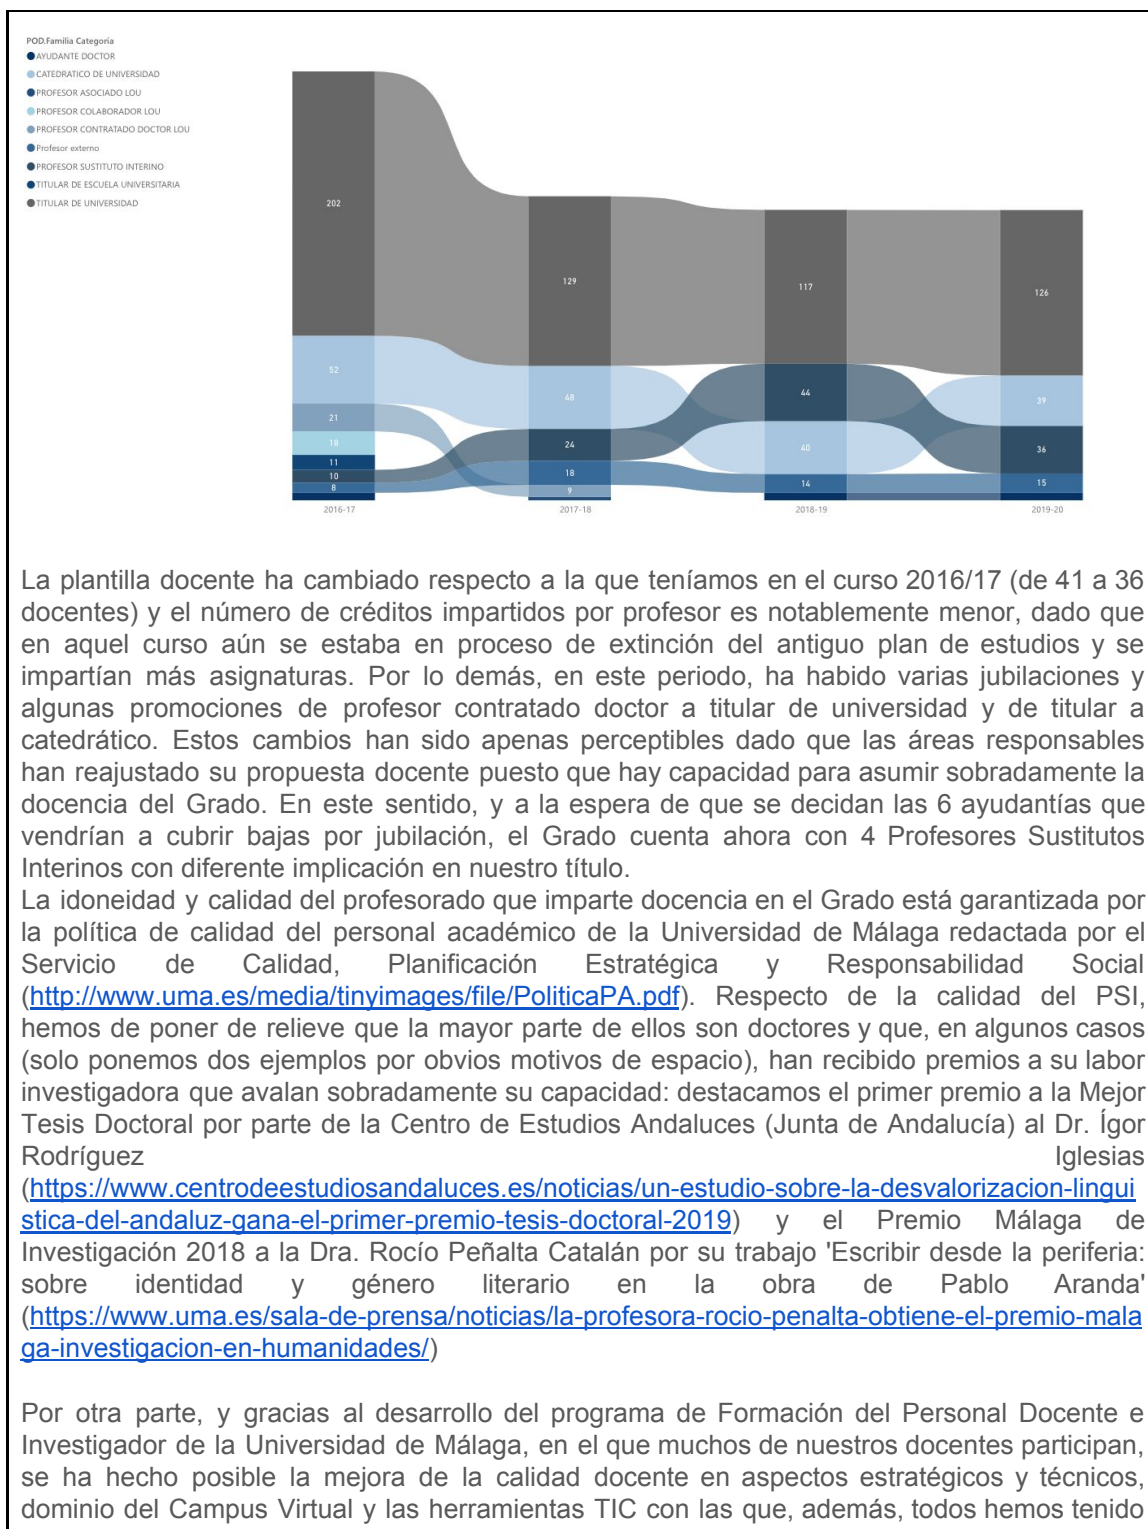 POD.Familia Categoría
AYUDANTE DOCTOR
CATEDRATICO DE UNIVERSIDAD
PROFESOR ASOCIADO LOU
PROFESOR COLABORADOR LOU
PROFESOR CONTRATADO DOCTOR LOU
Profesor externo
PROFESOR SUSTITUTO INTERINO
TITULAR DE ESCUELA UNIVERSITARIA
TITULAR DE UNIVERSIDAD
202
52
21
18
11
10
8
2016-17
129
48
24
18
9
2017-18
117
44
40
14
2018-19
126
39
36
15
2019-20
La plantilla docente ha cambiado respecto a la que teníamos en el curso 2016/17 (de 41 a 36
docentes) y el número de créditos impartidos por profesor es notablemente menor, dado que
en aquel curso aún se estaba en proceso de extinción del antiguo plan de estudios y se
impartían más asignaturas. Por lo demás, en este periodo, ha habido varias jubilaciones y
algunas promociones de profesor contratado doctor a titular de universidad y de titular a
catedrático. Estos cambios han sido apenas perceptibles dado que las áreas responsables
han reajustado su propuesta docente puesto que hay capacidad para asumir sobradamente la
docencia del Grado. En este sentido, y a la espera de que se decidan las 6 ayudantías que
vendrían a cubrir bajas por jubilación, el Grado cuenta ahora con 4 Profesores Sustitutos
Interinos con diferente implicación en nuestro título.
La idoneidad y calidad del profesorado que imparte docencia en el Grado está garantizada por
la política de calidad del personal académico de la Universidad de Málaga redactada por el
Servicio de Calidad, Planificación Estratégica y Responsabilidad Social
(http://www.uma.es/media/tinyimages/file/PoliticaPA.pdf). Respecto de la calidad del PSI,
hemos de poner de relieve que la mayor parte de ellos son doctores y que, en algunos casos
(solo ponemos dos ejemplos por obvios motivos de espacio), han recibido premios a su labor
investigadora que avalan sobradamente su capacidad: destacamos el primer premio a la Mejor
Tesis Doctoral por parte de la Centro de Estudios Andaluces (Junta de Andalucía) al Dr. Ígor
Rodríguez Iglesias
(https://www.centrodeestudiosandaluces.es/noticias/un-estudio-sobre-la-desvalorizacion-lingui
stica-del-andaluz-gana-el-primer-premio-tesis-doctoral-2019) y el Premio Málaga de
Investigación 2018 a la Dra. Rocío Peñalta Catalán por su trabajo 'Escribir desde la periferia:
sobre identidad y género literario en la obra de Pablo Aranda'
(https://www.uma.es/sala-de-prensa/noticias/la-profesora-rocio-penalta-obtiene-el-premio-mala
ga-investigacion-en-humanidades/)
Por otra parte, y gracias al desarrollo del programa de Formación del Personal Docente e
Investigador de la Universidad de Málaga, en el que muchos de nuestros docentes participan,
se ha hecho posible la mejora de la calidad docente en aspectos estratégicos y técnicos,
dominio del Campus Virtual y las herramientas TIC con las que, además, todos hemos tenido